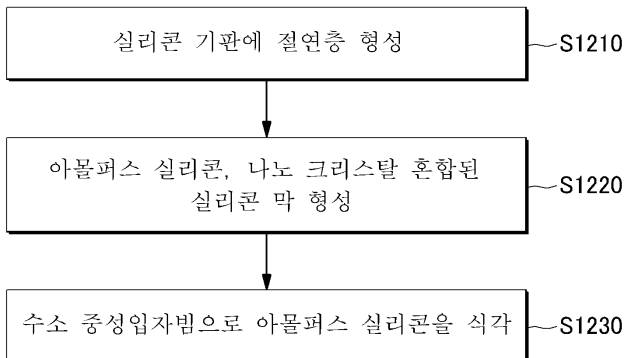 실리콘 기판에 절연층 형성
S1210
아몰퍼스 실리콘, 나노 크리스탈 혼합된
실리콘 막 형성
S1220
수소 중성입자빔으로 아몰퍼스 실리콘을 식각
S1230